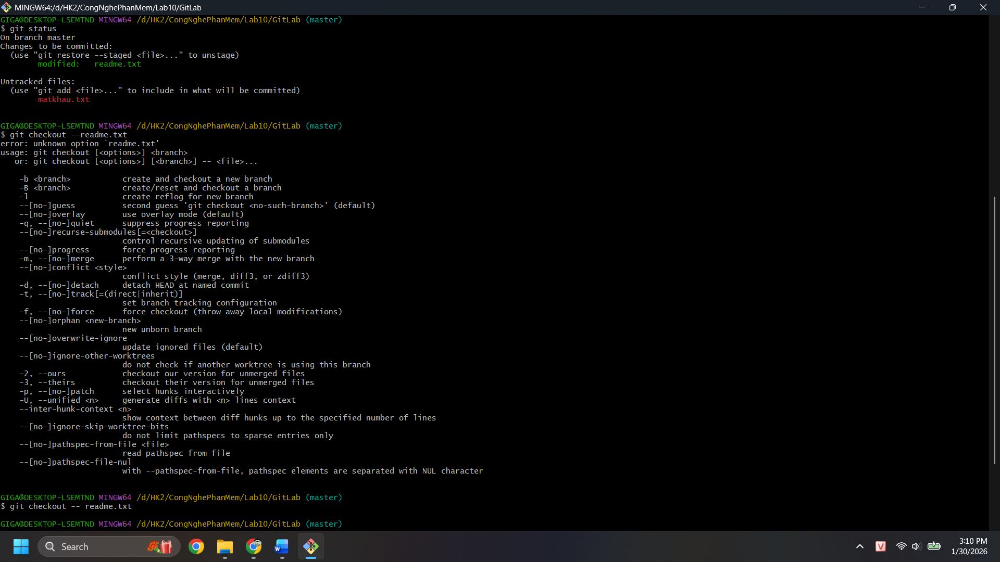 MINGW64:/d/HK2/CongNghePhanMem/Lab10/GitLab
GIGA@DESKTOP-LSEMTND MINGW64 /d/HK2/CongNghePhanMem/Lab10/GitLab (master)
$ git status
On branch master
Changes to be committed:
  (use "git restore --staged <file>..." to unstage)
        modified:   readme.txt

Untracked files:
  (use "git add <file>..." to include in what will be committed)
        matkhau.txt

GIGA@DESKTOP-LSEMTND MINGW64 /d/HK2/CongNghePhanMem/Lab10/GitLab (master)
$ git checkout --readme.txt
error: unknown option `readme.txt'
usage: git checkout [<options>] <branch>
   or: git checkout [<options>] [<branch>] -- <file>...

    -b <branch>           create and checkout a new branch
    -B <branch>           create/reset and checkout a branch
    -l                    create reflog for new branch
    --[no-]guess          second guess 'git checkout <no-such-branch>' (default)
    --[no-]overlay        use overlay mode (default)
    -q, --[no-]quiet      suppress progress reporting
    --[no-]recurse-submodules[=<checkout>]
                          control recursive updating of submodules
    --[no-]progress       force progress reporting
    -m, --[no-]merge      perform a 3-way merge with the new branch
    --[no-]conflict <style>
                          conflict style (merge, diff3, or zdiff3)
    -d, --[no-]detach     detach HEAD at named commit
    -t, --[no-]track[=(direct|inherit)]
                          set branch tracking configuration
    -f, --[no-]force      force checkout (throw away local modifications)
    --[no-]orphan <new-branch>
                          new unborn branch
    --[no-]overwrite-ignore
                          update ignored files (default)
    --[no-]ignore-other-worktrees
                          do not check if another worktree is using this branch
    -2, --ours            checkout our version for unmerged files
    -3, --theirs          checkout their version for unmerged files
    -p, --[no-]patch      select hunks interactively
    -U, --unified <n>     generate diffs with <n> lines context
    --inter-hunk-context <n>
                          show context between diff hunks up to the specified number of lines
    --[no-]ignore-skip-worktree-bits
                          do not limit pathspecs to sparse entries only
    --[no-]pathspec-from-file <file>
                          read pathspec from file
    --[no-]pathspec-file-nul
                          with --pathspec-from-file, pathspec elements are separated with NUL character

GIGA@DESKTOP-LSEMTND MINGW64 /d/HK2/CongNghePhanMem/Lab10/GitLab (master)
$ git checkout -- readme.txt

GIGA@DESKTOP-LSEMTND MINGW64 /d/HK2/CongNghePhanMem/Lab10/GitLab (master)
Search
W
V
3:10 PM
1/30/2026